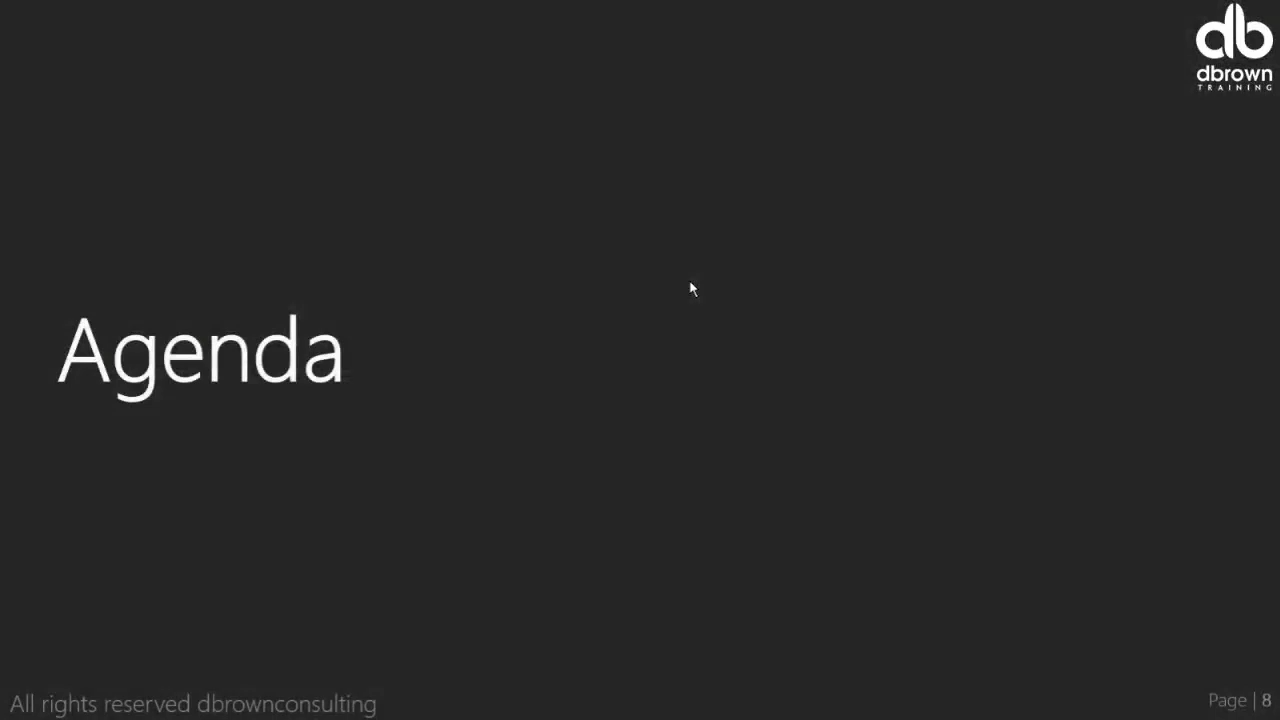 db
dbrown
TRAINING
Agenda
All rights reserved dbrownconsulting
Page | 8